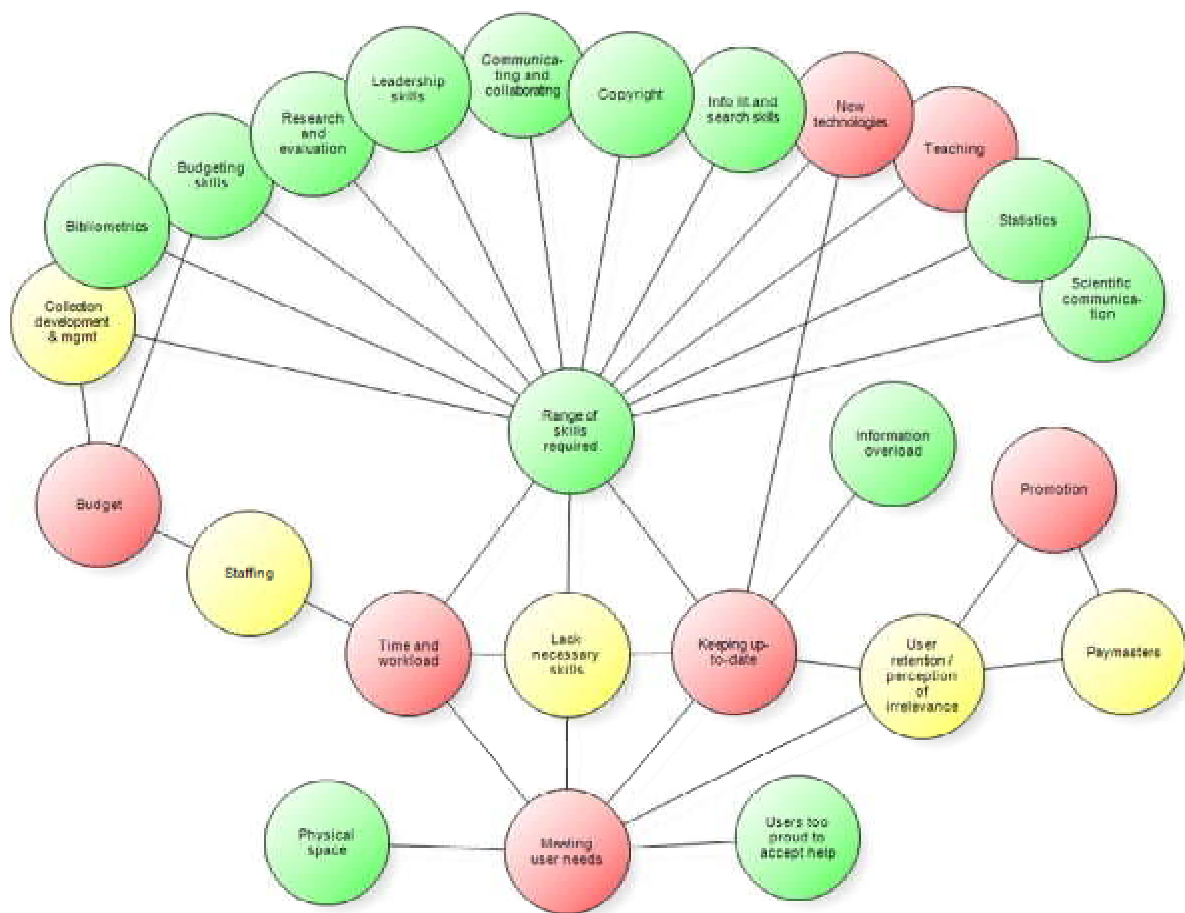 Communica-
ting and
collaborating
Leadership
skills
Copyright
Info lit and
search skills
New
technologies
Research
and
evaluation
Teaching
Budgeting
skills
Statistics
Bibliometrics
Scientific
communica-
tion
Collection
development
& mgmt
Range of
skills
required
Information
overload
Promotion
Budget
Staffing
Time and
workload
Lack
necessary
skills
Keeping up-
to-date
User
retention /
perception
of
irrelevance
Paymasters
Physical
space
Meeting
user needs
Users too
proud to
accept help